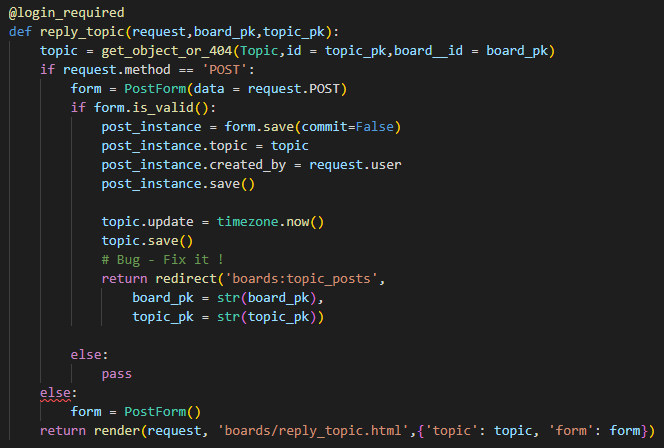 @login_required
def reply_topic(request,board_pk,topic_pk):
    topic = get_object_or_404(Topic,id = topic_pk,board__id = board_pk)
    if request.method == 'POST':
        form = PostForm(data = request.POST)
        if form.is_valid():
            post_instance = form.save(commit=False)
            post_instance.topic = topic
            post_instance.created_by = request.user
            post_instance.save()

            topic.update = timezone.now()
            topic.save()
            # Bug - Fix it !
            return redirect('boards:topic_posts',
                board_pk = str(board_pk),
                topic_pk = str(topic_pk))

        else:
            pass
    else:
        form = PostForm()
    return render(request, 'boards/reply_topic.html',{'topic': topic, 'form': form})